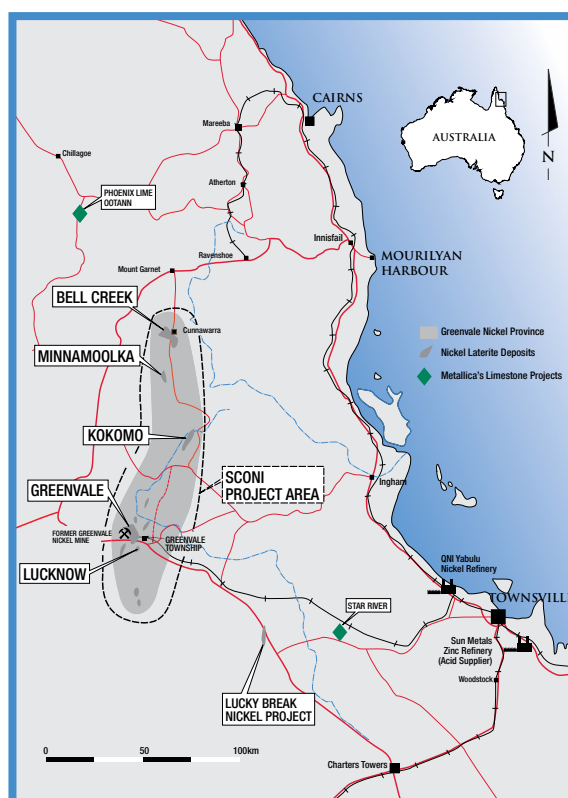 CAIRNS
Mareeba
AUSTRALIA
N
Chillagoe
PHOENIX LIME
OOTANN
Atherton
Innisfail
MOURILYAN
HARBOUR
Ravenshoe
Mount Garnet
BELL CREEK
Cunnawarra
Greenvale Nickel Province
Nickel Laterite Deposits
Metallica's Limestone Projects
MINNAMOOLKA
KOKOMO
SCONI
PROJECT AREA
Ingham
GREENVALE
FORMER GREENVALE
NICKEL MINE
GREENVALE
TOWNSHIP
LUCKNOW
QNI Yabulu
Nickel Refinery
TOWNSVILLE
STAR RIVER
Sun Metals
Zinc Refinery
(Acid Supplier)
Woodstock
LUCKY BREAK
NICKEL PROJECT
0 50 100km
Charters Towers